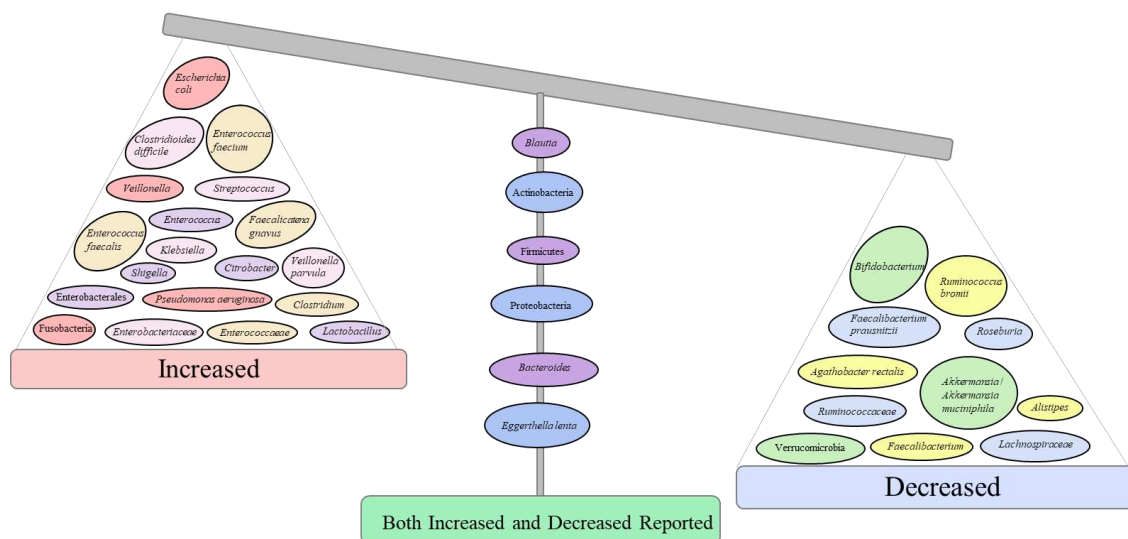 Escherichia
coli
Clostridioides
difficile
Enterococcus
faecium
Veillonella
Streptococcus
Enterococcus
faecalis
Enterococcus
Faecalicatena
gnavus
Klebsiella
Shigella
Citrobacter
Veillonella
parvula
Enterobacterales
Pseudomonas aeruginosa
Clostridium
Fusobacteria
Enterobacteriaceae
Enterococcaeae
Lactobacillus
Increased
Blautia
Actinobacteria
Firmicutes
Proteobacteria
Bacteroides
Eggerthella lenta
Both Increased and Decreased Reported
Bifidobacterium
Ruminococcus
bromii
Faecalibacterium
prausnitzii
Roseburia
Agathobacter rectalis
Akkermansia /
Akkermansia
muciniphila
Alistipes
Ruminococcaceae
Verrucomicrobia
Faecalibacterium
Lachnospiraceae
Decreased